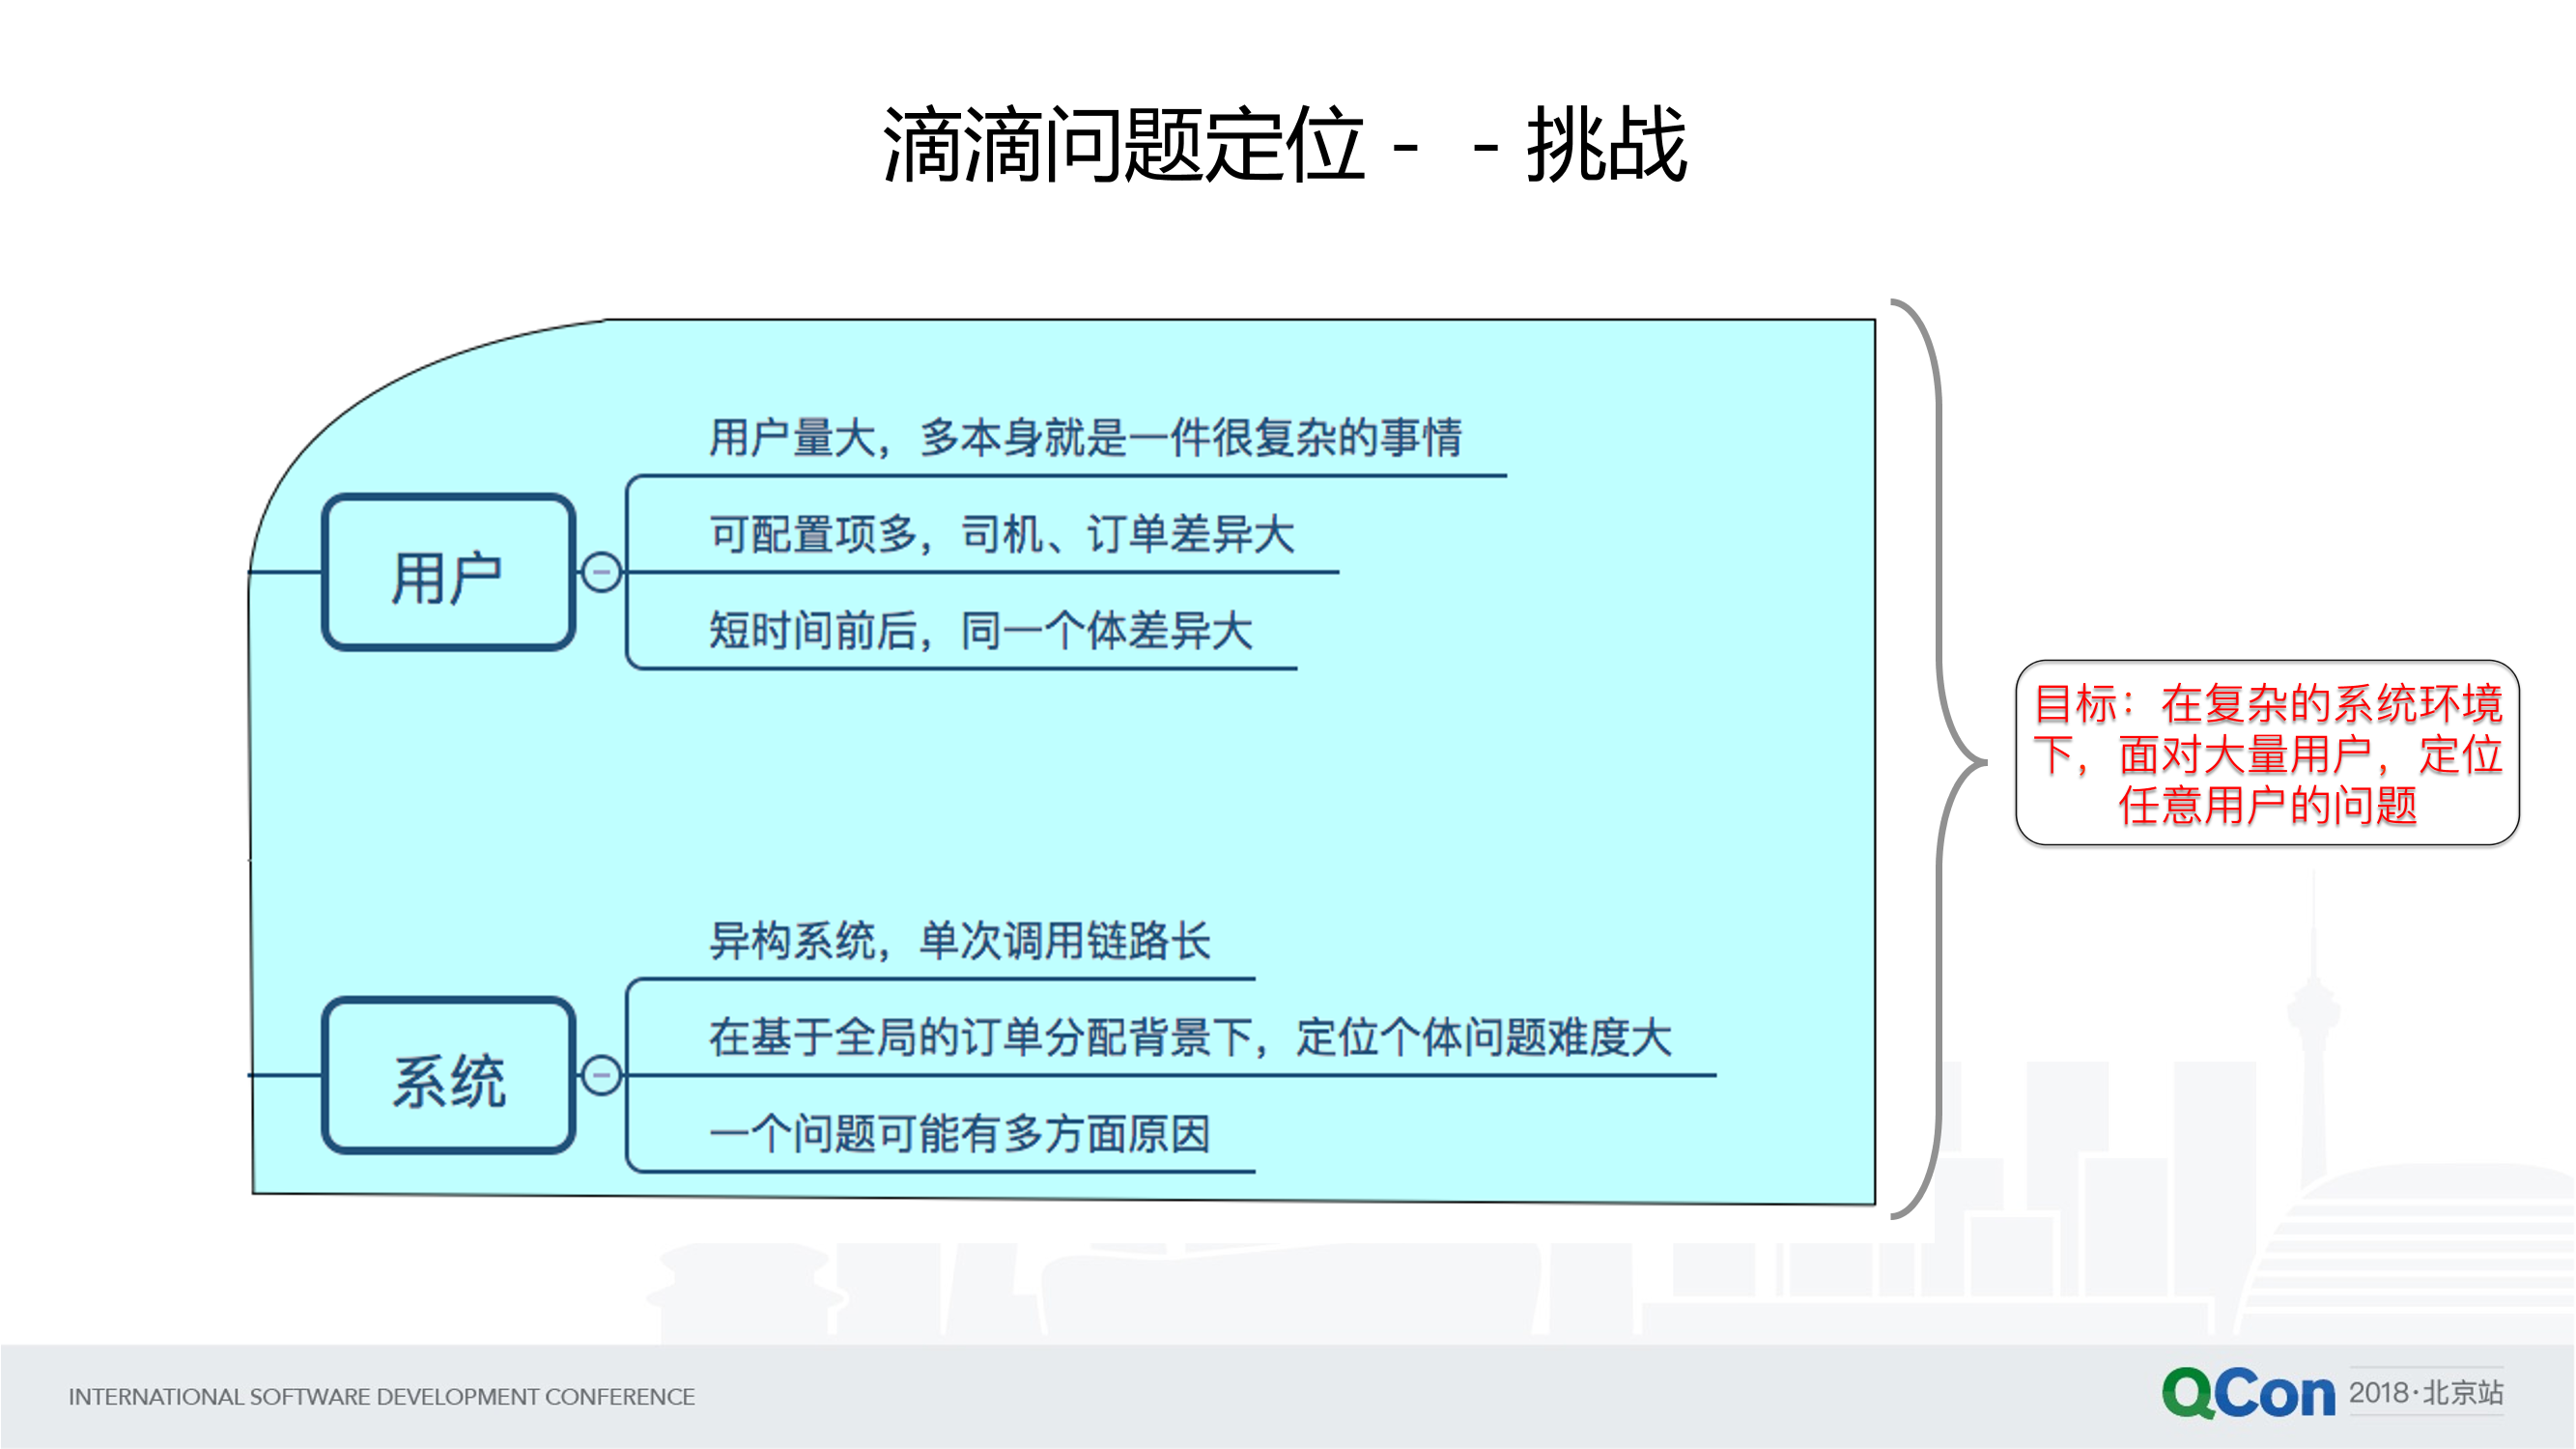 滴滴问题定位－－挑战
用户
用户量大，多本身就是一件很复杂的事情
可配置项多，司机、订单差异大
短时间前后，同一个体差异大
系统
异构系统，单次调用链路长
在基于全局的订单分配背景下，定位个体问题难度大
一个问题可能有多方面原因
目标：在复杂的系统环境
下，面对大量用户，定位
任意用户的问题
INTERNATIONAL SOFTWARE DEVELOPMENT CONFERENCE
QCon 2018·北京站